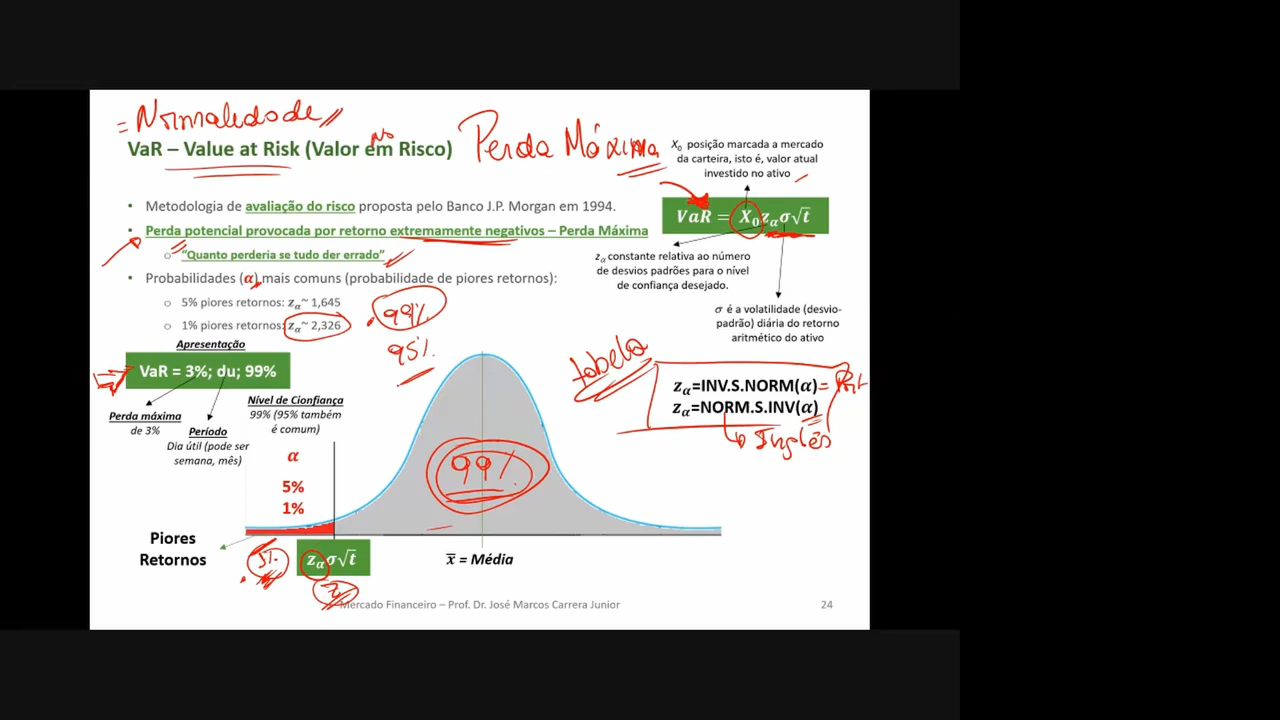 = Normalidade
VaR – Value at Risk (Valor em Risco)
no
Perda Máxima
X₀ posição marcada a mercado
da carteira, isto é, valor atual
investido no ativo
• Metodologia de avaliação do risco proposta pelo Banco J.P. Morgan em 1994.
VaR = X₀zασ√t
• Perda potencial provocada por retorno extremamente negativos – Perda Máxima
o "Quanto perderia se tudo der errado"
zα constante relativa ao número
de desvios padrões para o nível
de confiança desejado.
• Probabilidades (α) mais comuns (probabilidade de piores retornos):
o 5% piores retornos: zα~ 1,645
o 1% piores retornos: zα~ 2,326
99%
95%
σ é a volatilidade (desvio-
padrão) diária do retorno
aritmético do ativo
Apresentação
VaR = 3%; du; 99%
tabela
zα=INV.S.NORM(α)
= Port
zα=NORM.S.INV(α)
Inglês
Perda máxima
de 3%
Período
Dia útil (pode ser
semana, mês)
Nível de Cionfiança
99% (95% também
é comum)
α
5%
1%
99%
Piores
Retornos
zασ√t
x̅ = Média
Mercado Financeiro – Prof. Dr. José Marcos Carrera Junior
24